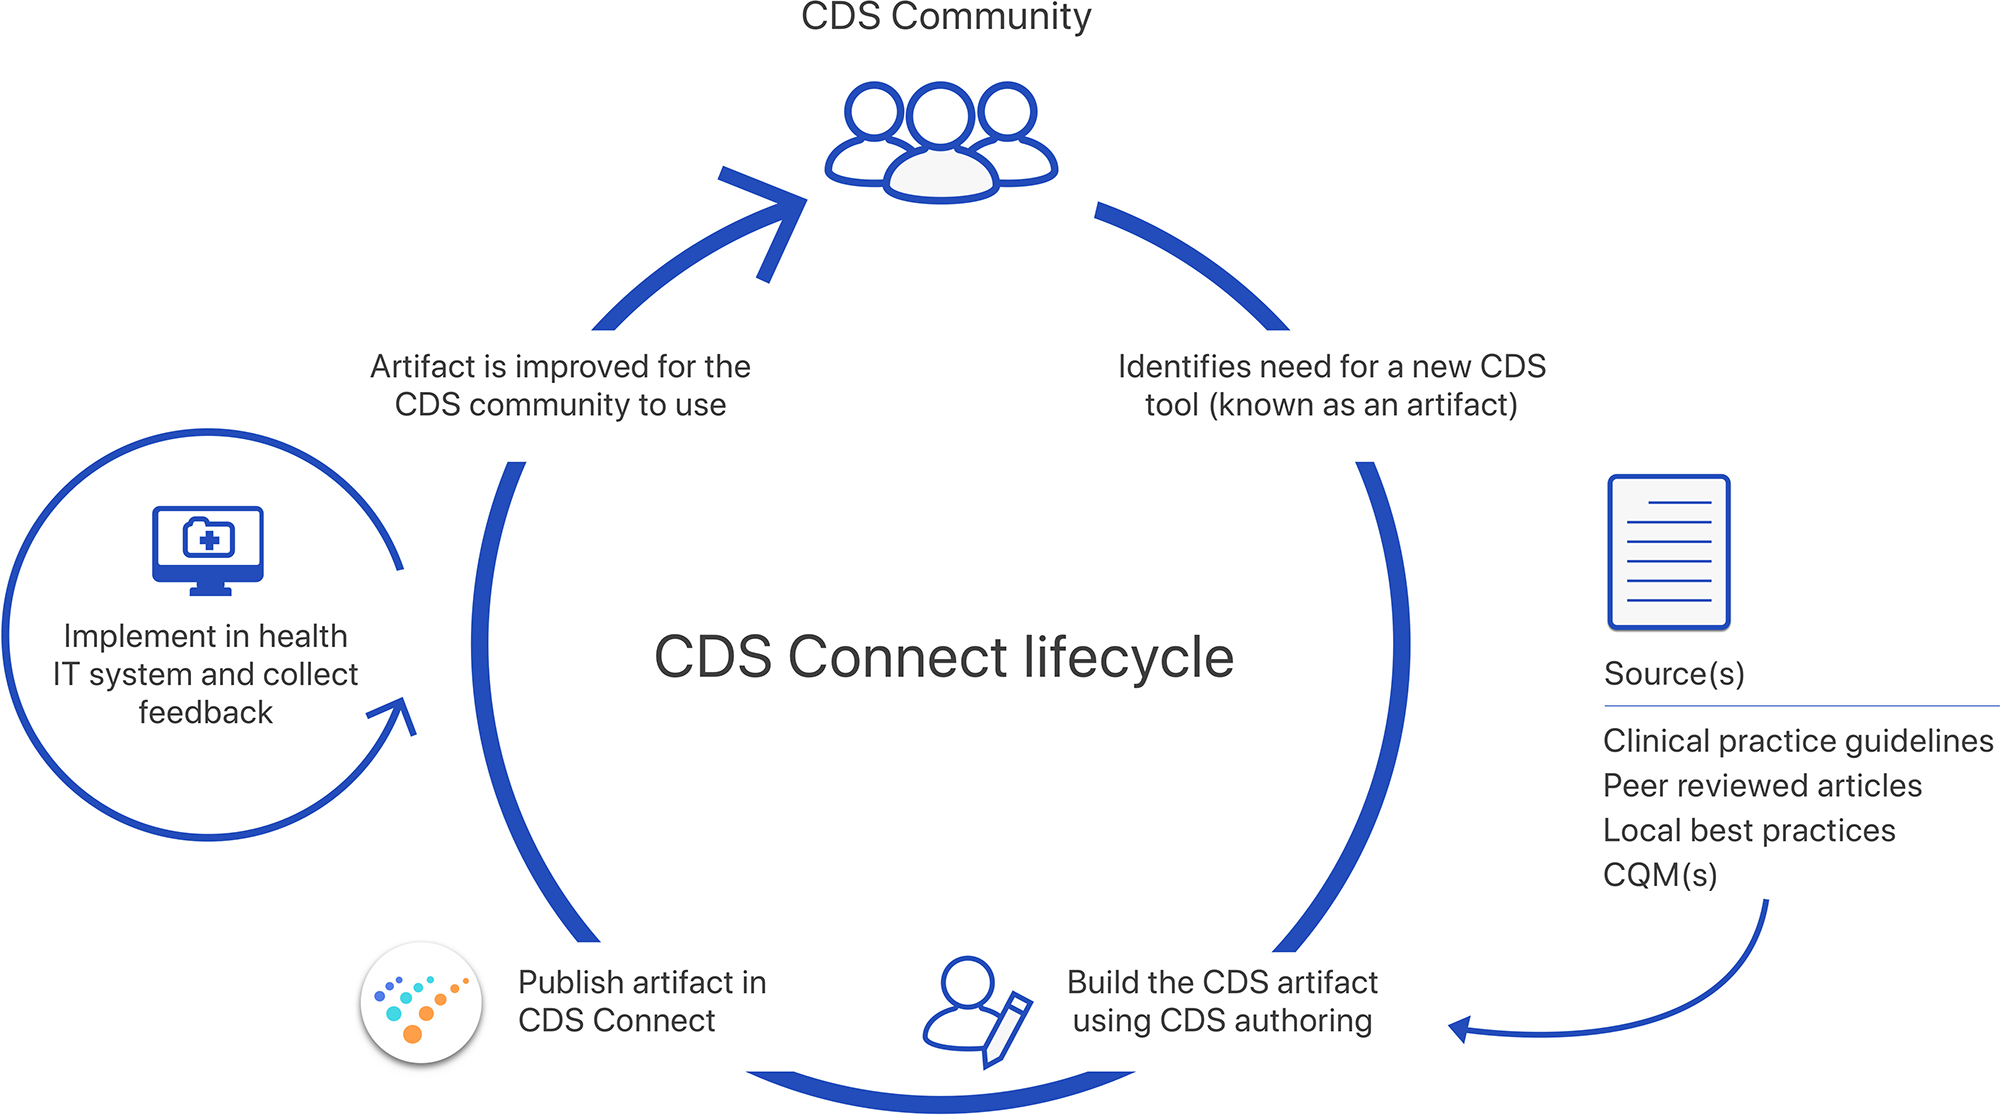 CDS Community
Artifact is improved for the
CDS community to use
Identifies need for a new CDS
tool (known as an artifact)
Implement in health
IT system and collect
feedback
CDS Connect lifecycle
Source(s)
Clinical practice guidelines
Peer reviewed articles
Local best practices
CQM(s)
Publish artifact in
CDS Connect
Build the CDS artifact
using CDS authoring